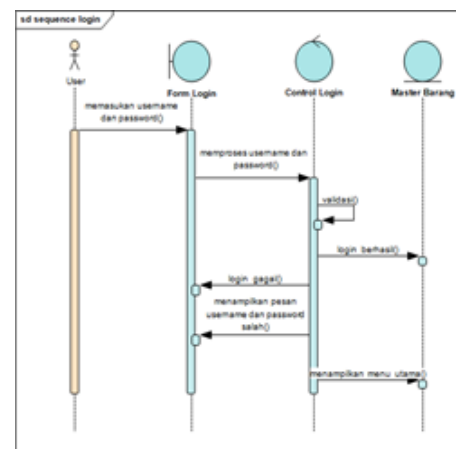 sd sequence login
User
Form Login
Control Login
Master Barang
memasukan username
dan password()
memproses username dan
password()
validasi()
login berhasil()
login gagal()
menampilkan pesan
username dan password
salah()
menampilkan menu utama()